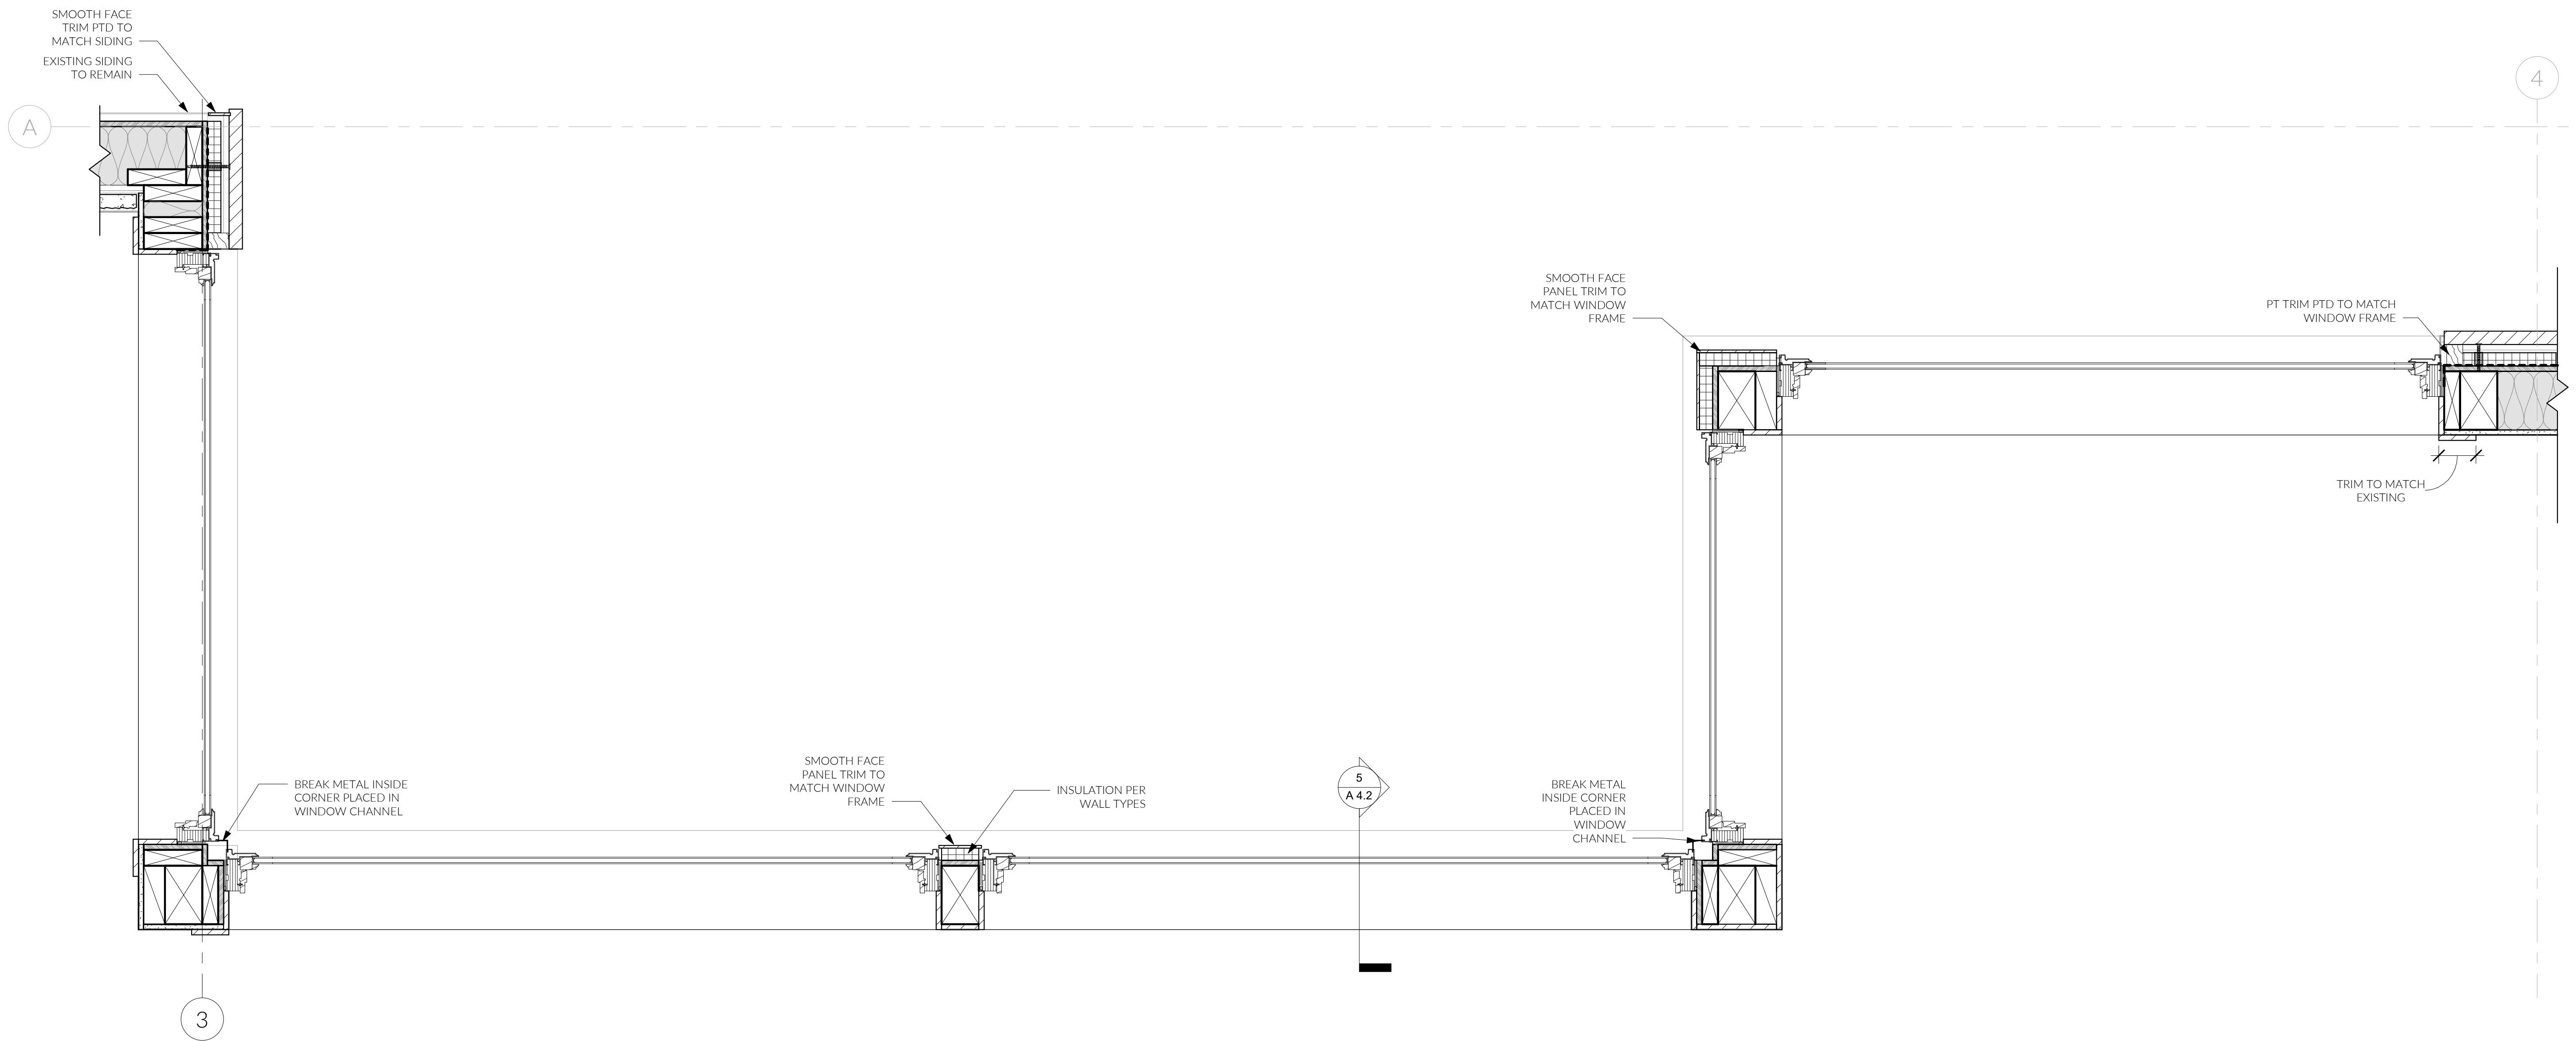 SMOOTH FACE
TRIM PTD TO
MATCH SIDING
EXISTING SIDING
TO REMAIN
A
4
SMOOTH FACE
PANEL TRIM TO
MATCH WINDOW
FRAME
PT TRIM PTD TO MATCH
WINDOW FRAME
TRIM TO MATCH
EXISTING
BREAK METAL INSIDE
CORNER PLACED IN
WINDOW CHANNEL
SMOOTH FACE
PANEL TRIM TO
MATCH WINDOW
FRAME
INSULATION PER
WALL TYPES
5
A 4.2
BREAK METAL
INSIDE CORNER
PLACED IN
WINDOW
CHANNEL
3